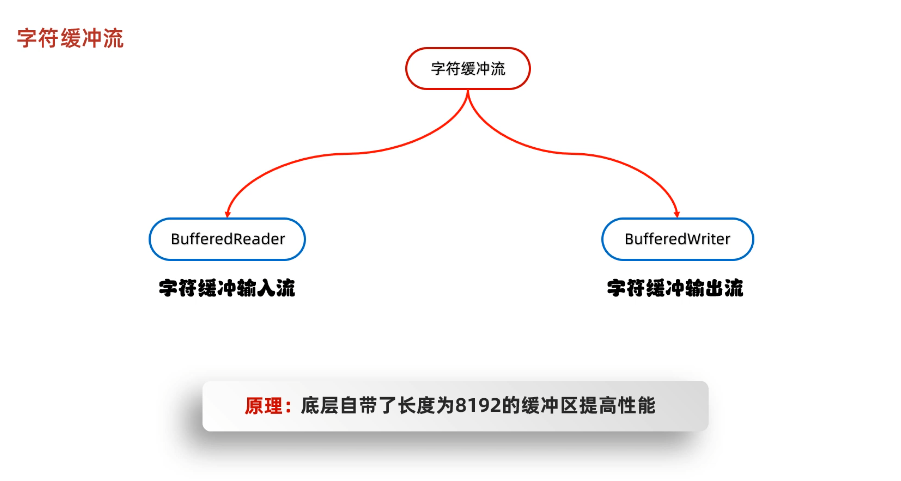 字符缓冲流
字符缓冲流
BufferedReader
BufferedWriter
字符缓冲输入流
字符缓冲输出流
原理：底层自带了长度为8192的缓冲区提高性能